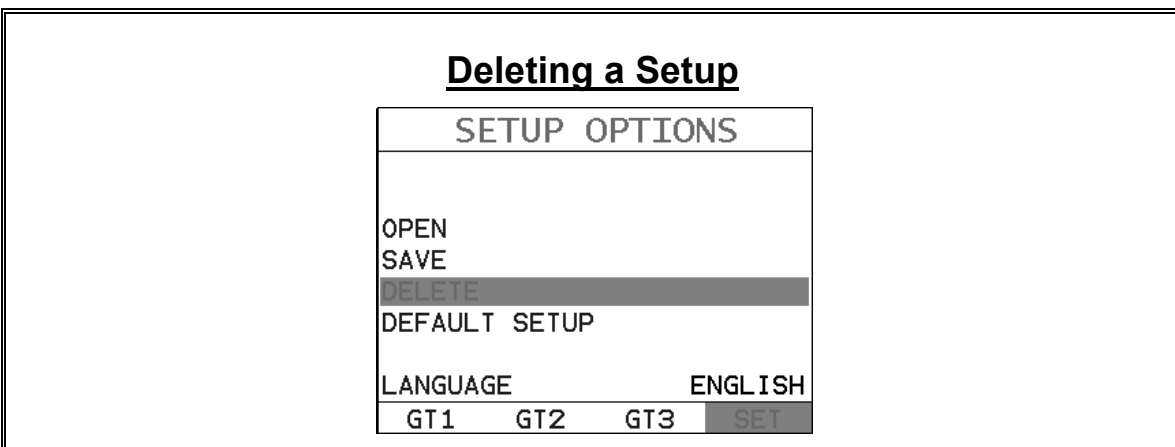 Deleting a Setup
SETUP OPTIONS
OPEN
SAVE
DELETE
DEFAULT SETUP
LANGUAGE ENGLISH
GT1 GT2 GT3 SET